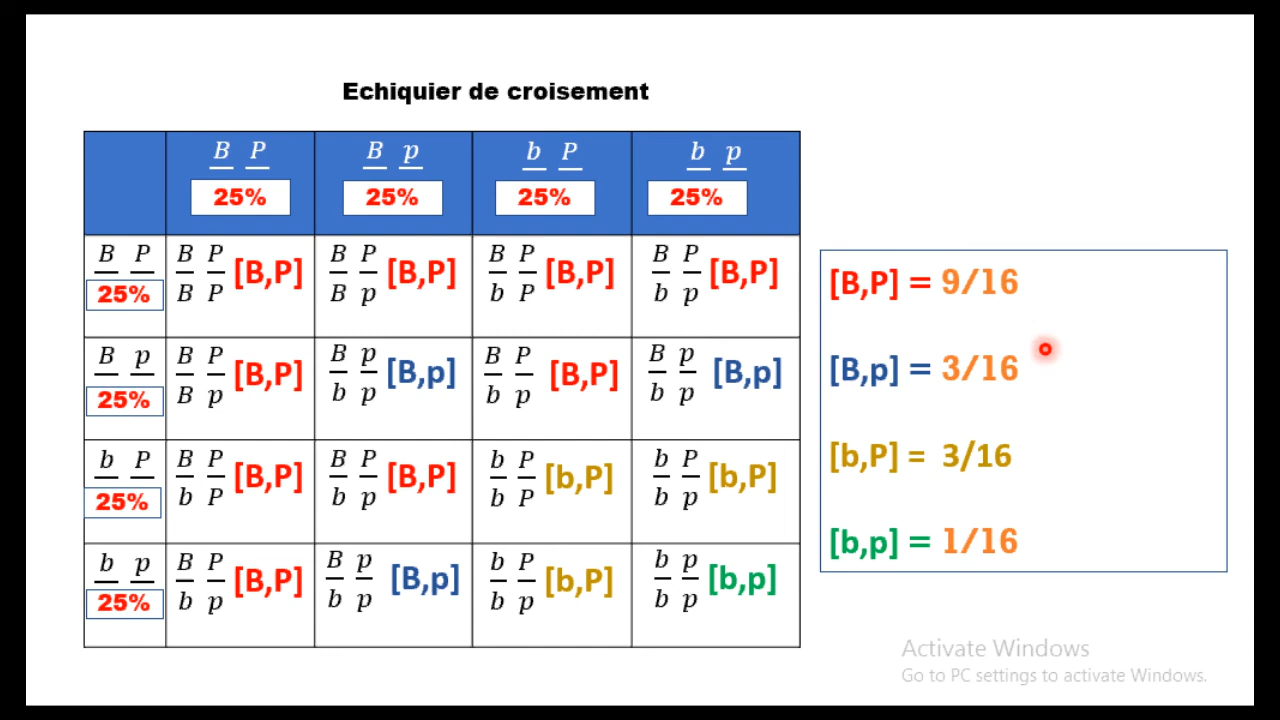 Echiquier de croisement
B P B p b P b p
25% 25% 25% 25%
B P B P B P B P B P
25% B P [B,P] B p [B,P] b P [B,P] b p [B,P]
B p B P B p B P B p
25% B p [B,P] b p [B,p] b p [B,P] b p [B,p]
b P B P B P b P b P
25% b P [B,P] b p [B,P] b P [b,P] b p [b,P]
b p B P B p b P b p
25% b p [B,P] b p [B,p] b p [b,P] b p [b,p]
[B,P] = 9/16
[B,p] = 3/16
[b,P] = 3/16
[b,p] = 1/16
Activate Windows
Go to PC settings to activate Windows.